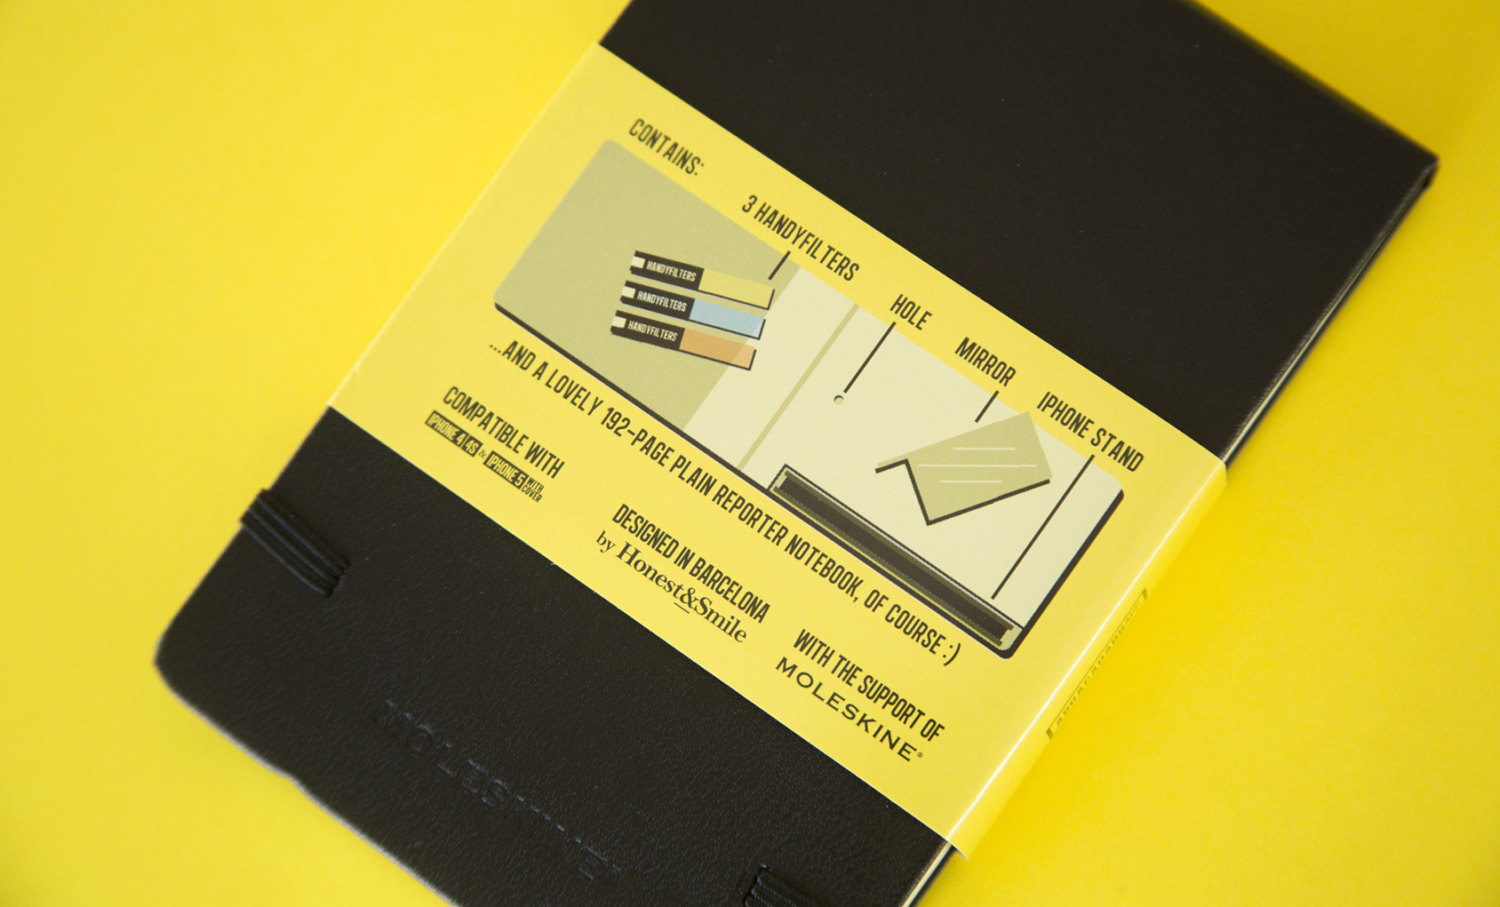 CONTAINS:
3 HANDYFILTERS
HOLE
MIRROR
IPHONE STAND
HANDYFILTERS
HANDYFILTERS
HANDYFILTERS
...AND A LOVELY 192-PAGE PLAIN REPORTER NOTEBOOK, OF COURSE :)
COMPATIBLE WITH
IPHONE 4/4S & IPHONE 5 WITH COVER
DESIGNED IN BARCELONA
by Honest&Smile
WITH THE SUPPORT OF
MOLESKINE®
MOLESKINE